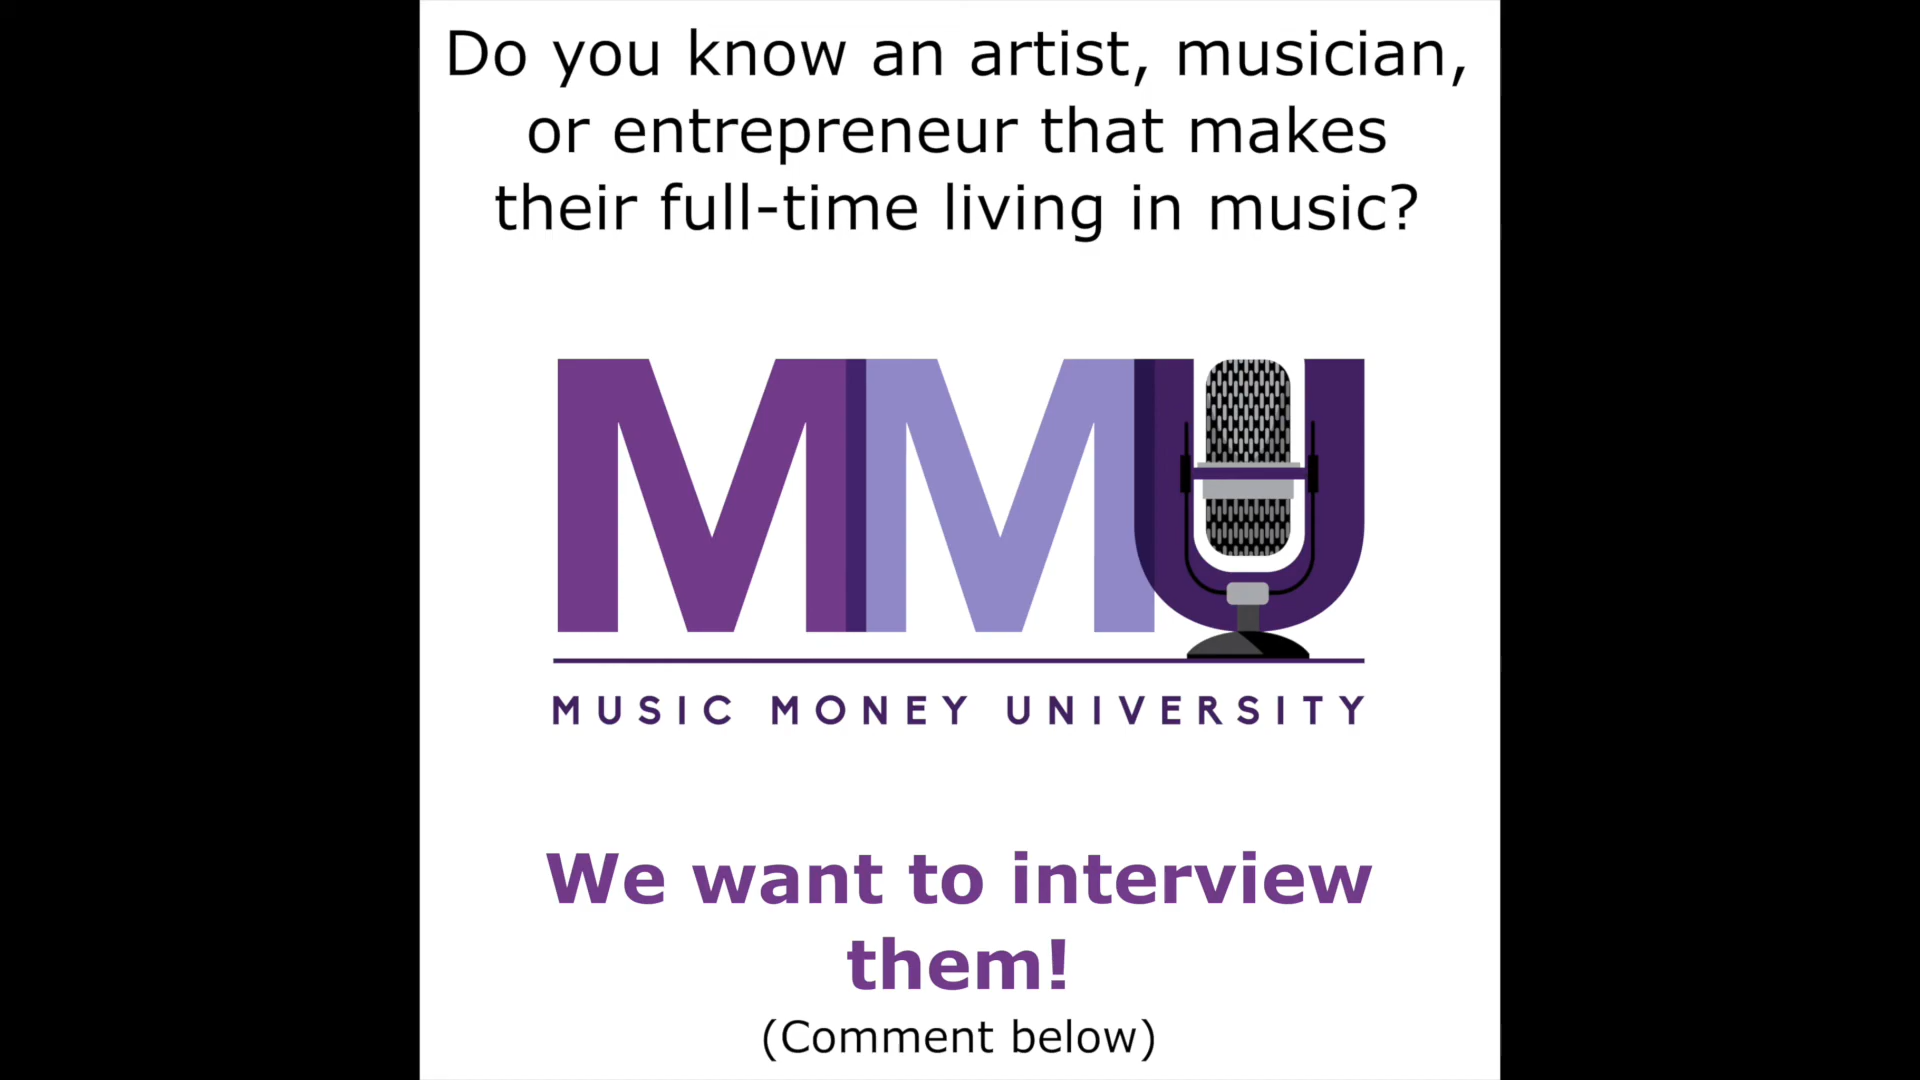 Do you know an artist, musician,
or entrepreneur that makes
their full-time living in music?
MMU
MUSIC MONEY UNIVERSITY
We want to interview
them!
(Comment below)